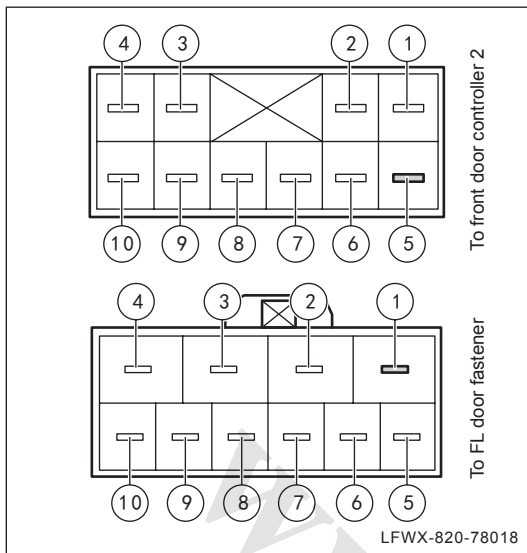 4 3 2 1
To front door controller 2
10 9 8 7 6 5
4 3 2 1
To FL door fastener
10 9 8 7 6 5
LFWX-820-78018